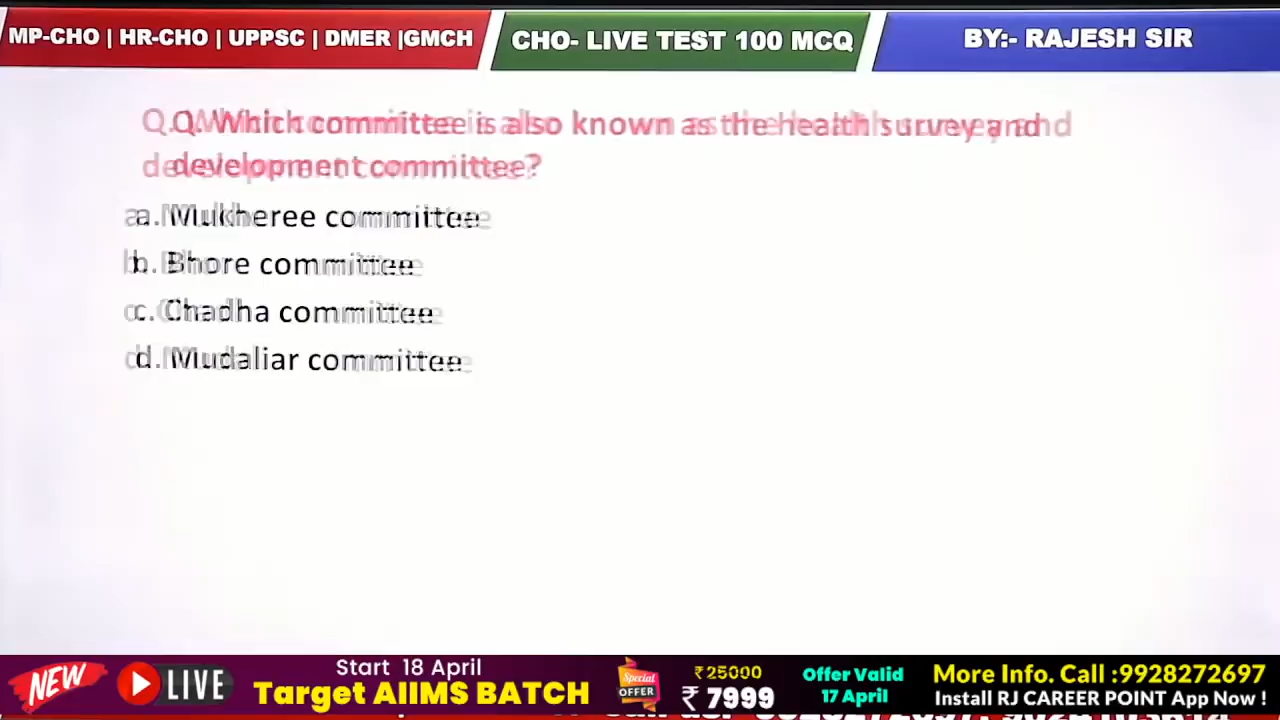 MP-CHO | HR-CHO | UPPSC | DMER |GMCH
CHO- LIVE TEST 100 MCQ
BY:- RAJESH SIR
Q. Which committee is also known as the health survey and
development committee?
a. Mukheree committee
b. Bhore committee
c. Chadha committee
d. Mudaliar committee
NEW
LIVE
Start 18 April
Target AIIMS BATCH
Special
OFFER
₹25000
₹ 7999
Offer Valid
17 April
More Info. Call :9928272697
Install RJ CAREER POINT App Now !